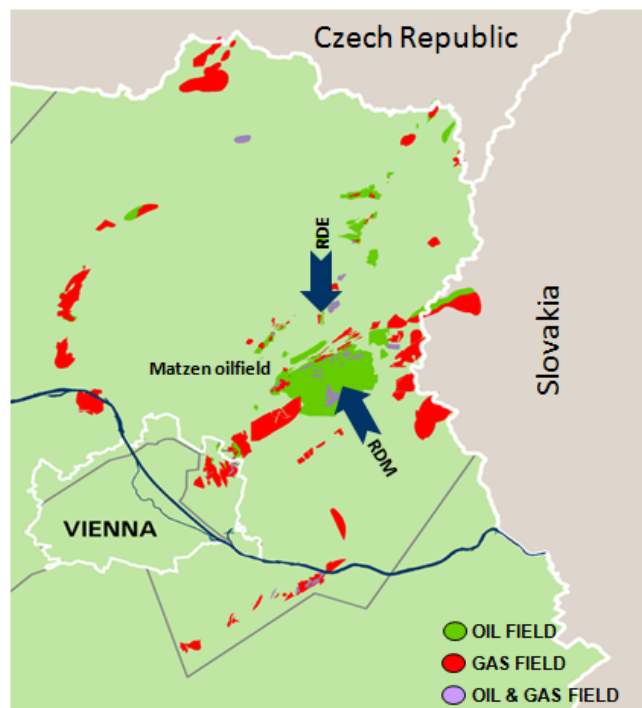 Czech Republic
RDE
Slovakia
Matzen oilfield
RDM
VIENNA
OIL FIELD
GAS FIELD
OIL & GAS FIELD